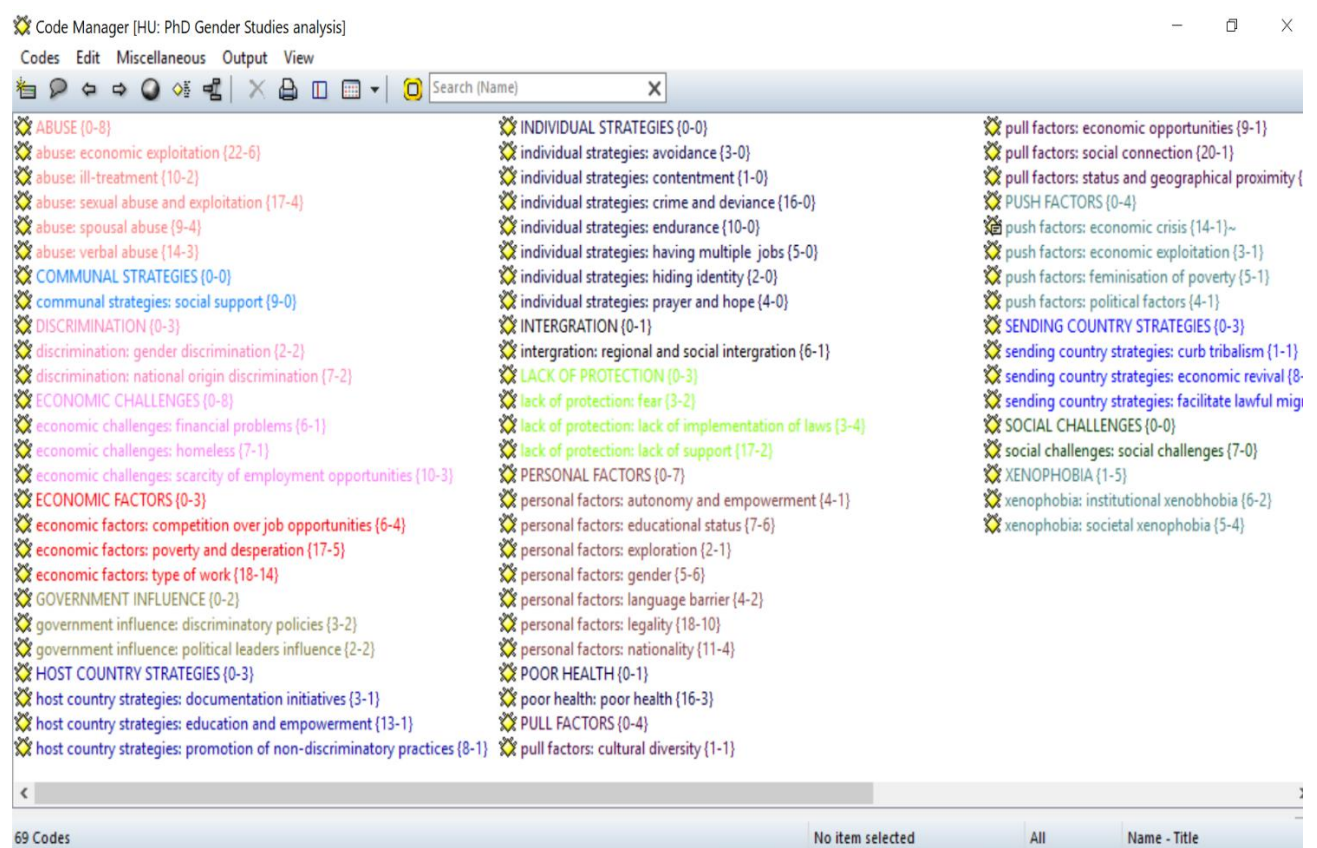 Code Manager [HU: PhD Gender Studies analysis]
Codes Edit Miscellaneous Output View
Search (Name)
ABUSE {0-8}
abuse: economic exploitation {22-6}
abuse: ill-treatment {10-2}
abuse: sexual abuse and exploitation {17-4}
abuse: spousal abuse {9-4}
abuse: verbal abuse {14-3}
COMMUNAL STRATEGIES {0-0}
communal strategies: social support {9-0}
DISCRIMINATION {0-3}
discrimination: gender discrimination {2-2}
discrimination: national origin discrimination {7-2}
ECONOMIC CHALLENGES {0-8}
economic challenges: financial problems {6-1}
economic challenges: homeless {7-1}
economic challenges: scarcity of employment opportunities {10-3}
ECONOMIC FACTORS {0-3}
economic factors: competition over job opportunities {6-4}
economic factors: poverty and desperation {17-5}
economic factors: type of work {18-14}
GOVERNMENT INFLUENCE {0-2}
government influence: discriminatory policies {3-2}
government influence: political leaders influence {2-2}
HOST COUNTRY STRATEGIES {0-3}
host country strategies: documentation initiatives {3-1}
host country strategies: education and empowerment {13-1}
host country strategies: promotion of non-discriminatory practices {8-1}
INDIVIDUAL STRATEGIES {0-0}
individual strategies: avoidance {3-0}
individual strategies: contentment {1-0}
individual strategies: crime and deviance {16-0}
individual strategies: endurance {10-0}
individual strategies: having multiple jobs {5-0}
individual strategies: hiding identity {2-0}
individual strategies: prayer and hope {4-0}
INTERGRATION {0-1}
intergration: regional and social intergration {6-1}
LACK OF PROTECTION {0-3}
lack of protection: fear {3-2}
lack of protection: lack of implementation of laws {3-4}
lack of protection: lack of support {17-2}
PERSONAL FACTORS {0-7}
personal factors: autonomy and empowerment {4-1}
personal factors: educational status {7-6}
personal factors: exploration {2-1}
personal factors: gender {5-6}
personal factors: language barrier {4-2}
personal factors: legality {18-10}
personal factors: nationality {11-4}
POOR HEALTH {0-1}
poor health: poor health {16-3}
PULL FACTORS {0-4}
pull factors: cultural diversity {1-1}
pull factors: economic opportunities {9-1}
pull factors: social connection {20-1}
pull factors: status and geographical proximity {
PUSH FACTORS {0-4}
push factors: economic crisis {14-1}~
push factors: economic exploitation {3-1}
push factors: feminisation of poverty {5-1}
push factors: political factors {4-1}
SENDING COUNTRY STRATEGIES {0-3}
sending country strategies: curb tribalism {1-1}
sending country strategies: economic revival {8-
sending country strategies: facilitate lawful migr
SOCIAL CHALLENGES {0-0}
social challenges: social challenges {7-0}
XENOPHOBIA {1-5}
xenophobia: institutional xenobhobia {6-2}
xenophobia: societal xenophobia {5-4}
69 Codes
No item selected
All
Name - Title